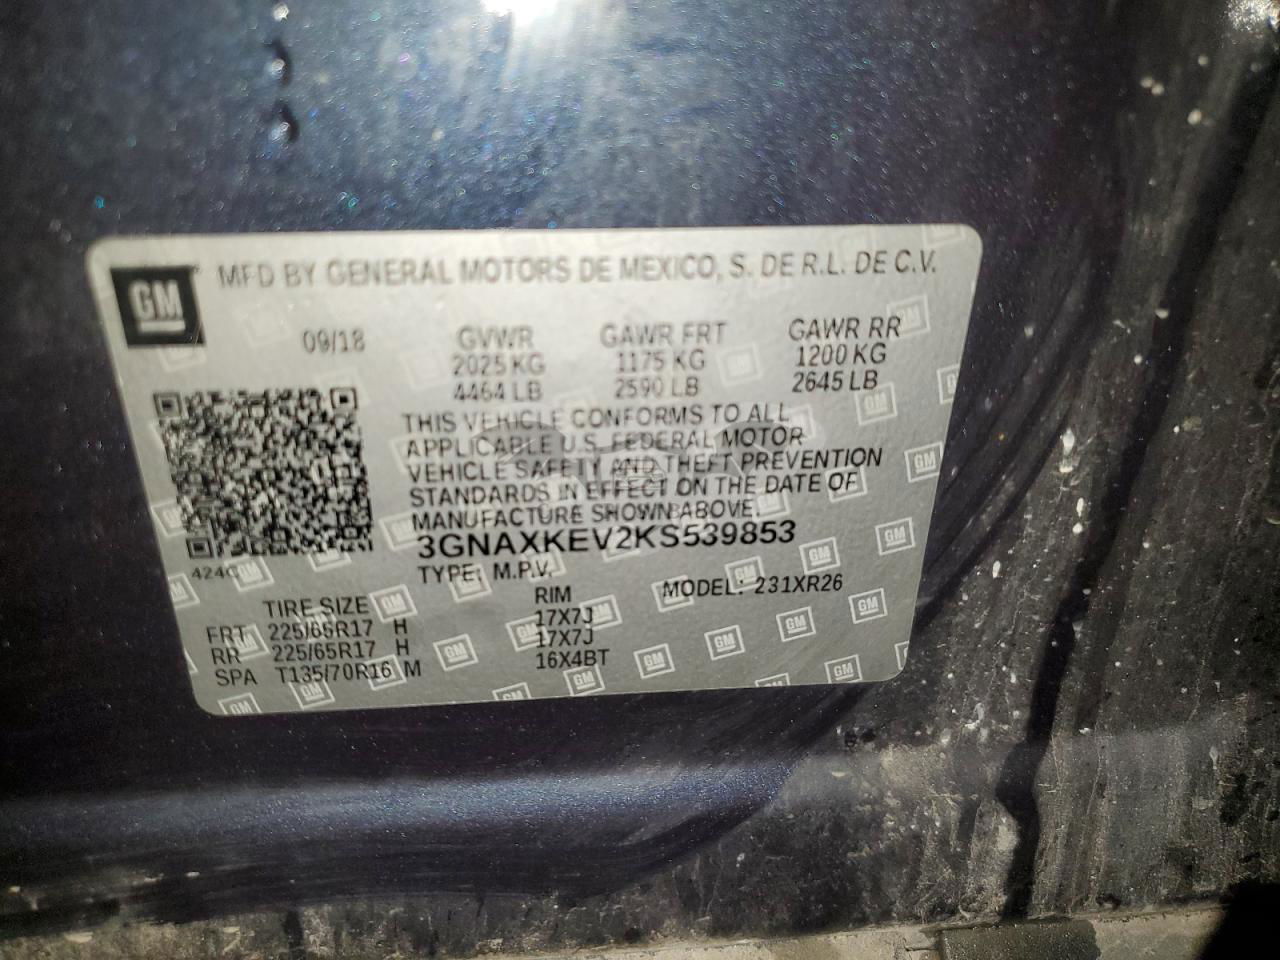 GM MFD BY GENERAL MOTORS DE MEXICO, S. DE R.L. DE C.V.
09/18 GVWR GAWR FRT GAWR RR
2025 KG 1175 KG 1200 KG
4464 LB 2590 LB 2645 LB
THIS VEHICLE CONFORMS TO ALL
APPLICABLE U.S. FEDERAL MOTOR
VEHICLE SAFETY AND THEFT PREVENTION
STANDARDS IN EFFECT ON THE DATE OF
MANUFACTURE SHOWN ABOVE.
3GNAXKEV2KS539853
TYPE: M.P.V. MODEL: 231XR26
TIRE SIZE RIM
FRT 225/65R17 H 17X7J
RR 225/65R17 H 17X7J
SPA T135/70R16 M 16X4BT